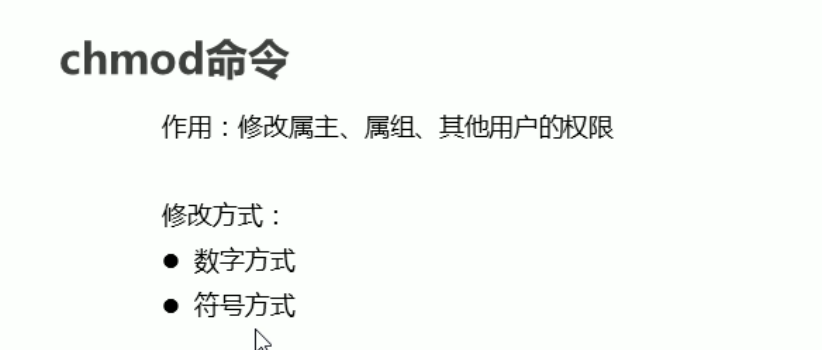 chmod命令
作用：修改属主、属组、其他用户的权限
修改方式：
● 数字方式
● 符号方式